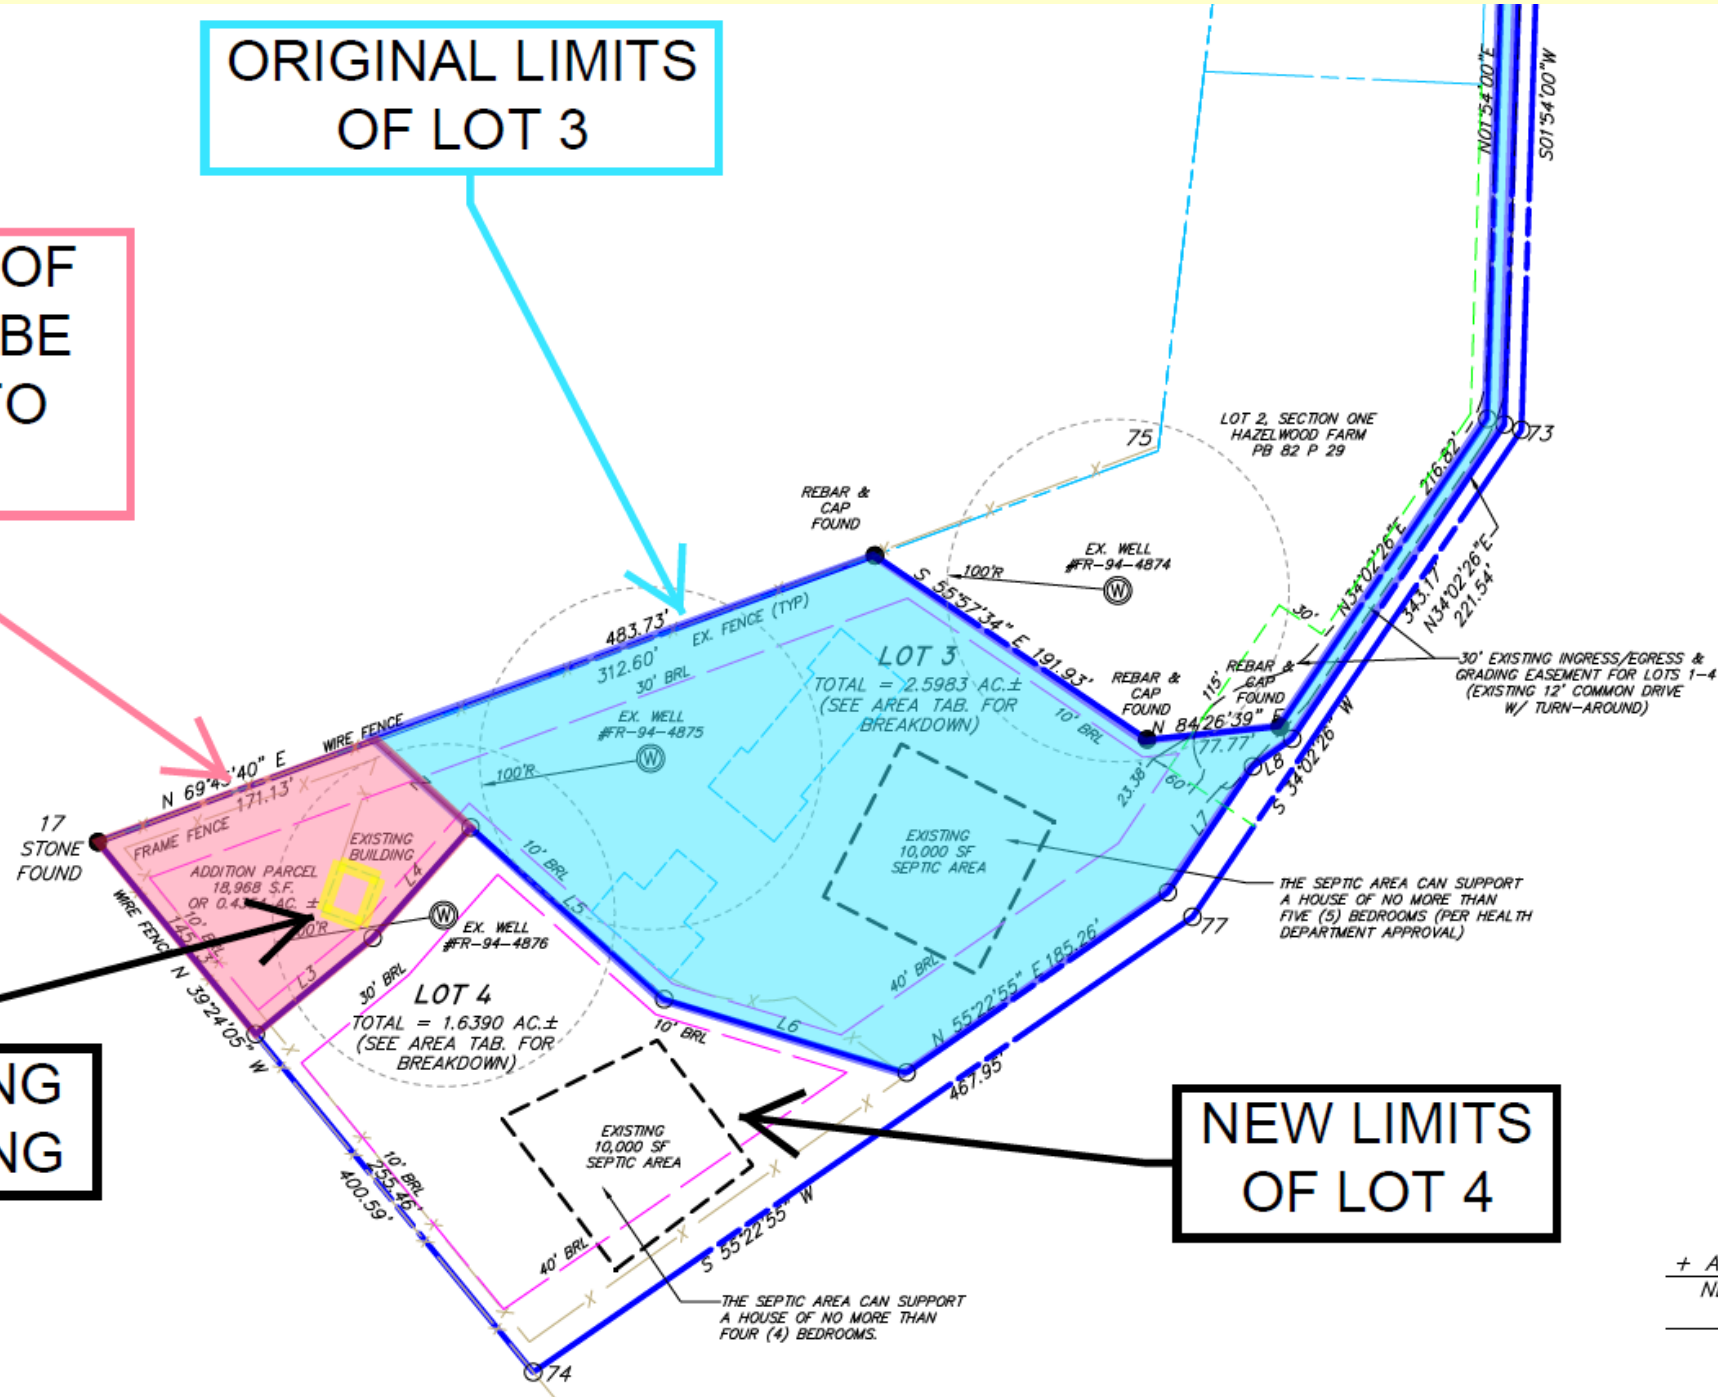 ORIGINAL LIMITS
OF LOT 3
OF
BE
TO
N01°54'00"E
S01°54'00"W
75
LOT 2, SECTION ONE
HAZELWOOD FARM
PB 82 P 29
73
REBAR &
CAP
FOUND
EX. WELL
#FR-94-4874
100'R
216.82'
N34°02'26"E
343.17'
N34°02'26"E
221.54'
30'
S 55°57'34" E 191.93'
483.73'
312.60'
EX. FENCE (TYP)
30' BRL
LOT 3
TOTAL = 2.5983 AC.±
(SEE AREA TAB. FOR
BREAKDOWN)
REBAR &
CAP
FOUND
REBAR &
CAP
FOUND
115'
30' EXISTING INGRESS/EGRESS &
GRADING EASEMENT FOR LOTS 1-4
(EXISTING 12' COMMON DRIVE
W/ TURN-AROUND)
EX. WELL
#FR-94-4875
100'R
10' BRL
N 84°26'39" E
77.77'
23.38'
60'
L8
L7
S 34°02'26" W
WIRE FENCE
N 69°45'40" E
171.13'
17
STONE
FOUND
FRAME FENCE
EXISTING
BUILDING
ADDITION PARCEL
18,968 S.F.
AC. ±
L4
L3
WIRE FENCE
10' BRL
N 39°24'05" W
EX. WELL
#FR-94-4876
30' BRL
10' BRL
L5
EXISTING
10,000 SF
SEPTIC AREA
THE SEPTIC AREA CAN SUPPORT
A HOUSE OF NO MORE THAN
FIVE (5) BEDROOMS (PER HEALTH
DEPARTMENT APPROVAL)
77
40' BRL
N 55°22'55" E 185.26'
L6
10' BRL
LOT 4
TOTAL = 1.6390 AC.±
(SEE AREA TAB. FOR
BREAKDOWN)
467.95'
NG
NG
EXISTING
10,000 SF
SEPTIC AREA
NEW LIMITS
OF LOT 4
10' BRL
255.46'
400.59'
40' BRL
S 55°22'55" W
THE SEPTIC AREA CAN SUPPORT
A HOUSE OF NO MORE THAN
FOUR (4) BEDROOMS.
74